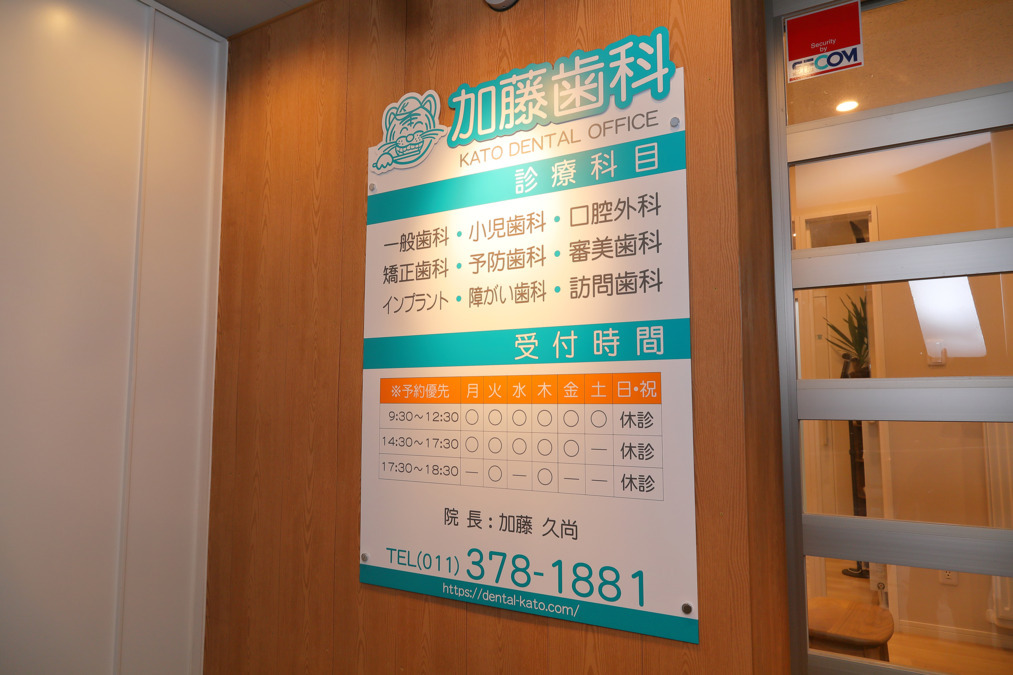 加藤歯科
KATO DENTAL OFFICE
診療科目
一般歯科・小児歯科・口腔外科
矯正歯科・予防歯科・審美歯科
インプラント・障がい歯科・訪問歯科
受付時間
※予約優先 月 火 水 木 金 土 日・祝
9:30～12:30 ○ ○ ○ ○ ○ ○ 休診
14:30～17:30 ○ ○ ○ ○ ○ — 休診
17:30～18:30 — ○ — ○ — — 休診
院長：加藤 久尚
TEL(011) 378-1881
https://dental-kato.com/
Security
by
SECOM